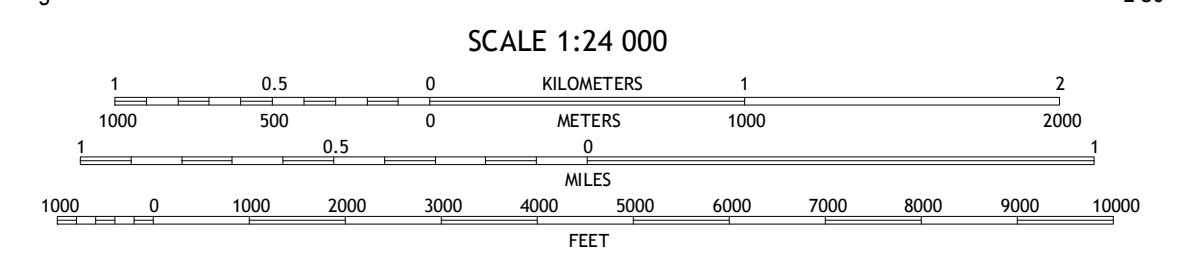 SCALE 1:24 000
1 0.5 0 KILOMETERS 1 2
1000 500 0 METERS 1000 2000
1 0.5 0 1
MILES
1000 0 1000 2000 3000 4000 5000 6000 7000 8000 9000 10000
FEET